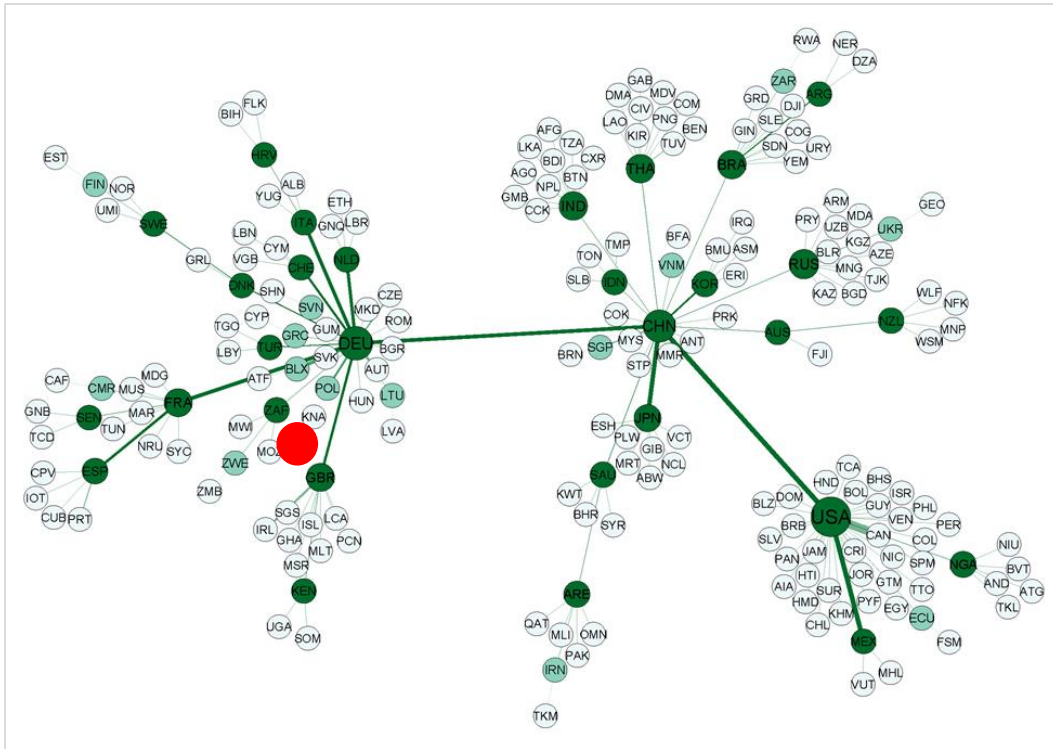 RWA
NER
DZA
ZAR
ARG
GAB
DMA
MDV
CIV
COM
LAO
PNG
KIR
BEN
TUV
THA
GRD
DJI
SLE
GIN
COG
SDN
URY
YEM
BRA
AFG
TZA
LKA
BDI
CXR
AGO
BTN
NPL
GMB
CCK
IND
FLK
BIH
HRV
ALB
YUG
ITA
ETH
GNQ
LBR
NLD
EST
FIN
NOR
UMI
SWE
LBN
CYM
VGB
CHE
GRL
DNK
SHN
CYP
SVN
MKD
CZE
ROM
GUM
TGO
GRC
DEU
LBY
TUR
SVK
BGR
BLX
AUT
ATF
POL
HUN
LTU
LVA
CAF
CMR
MDG
MUS
FRA
GNB
SEN
MAR
TUN
TCD
NRU
SYC
ESP
CPV
IOT
CUB
PRT
ZAF
KNA
MWI
ZWE
ZMB
GBR
SGS
LCA
IRL
ISL
PCN
GHA
MLT
MSR
KEN
UGA
SOM
TMP
TON
SLB
IDN
BFA
VNM
IRQ
BMU
ASM
ERI
KOR
COK
CHN
PRK
MYS
ANT
SGP
BRN
MMR
STP
ARM
PRY
UZB
MDA
UKR
GEO
KGZ
BLR
AZE
RUS
MNG
TJK
KAZ
BGD
AUS
FJI
NZL
WLF
NFK
MNP
WSM
JPN
ESH
PLW
VCT
GIB
MRT
NCL
ABW
SAU
KWT
BHR
SYR
ARE
QAT
OMN
MLI
PAK
IRN
TKM
TCA
HND
BHS
BOL
ISR
DOM
BLZ
GUY
PHL
VEN
USA
PER
BRB
CAN
COL
SLV
JAM
CRI
NIC
PAN
SPM
HTI
JOR
GTM
TTO
AIA
SUR
HMD
PYF
EGY
KHM
CHL
ECU
NGA
NIU
BVT
AND
ATG
TKL
FSM
MEX
MHL
VUT